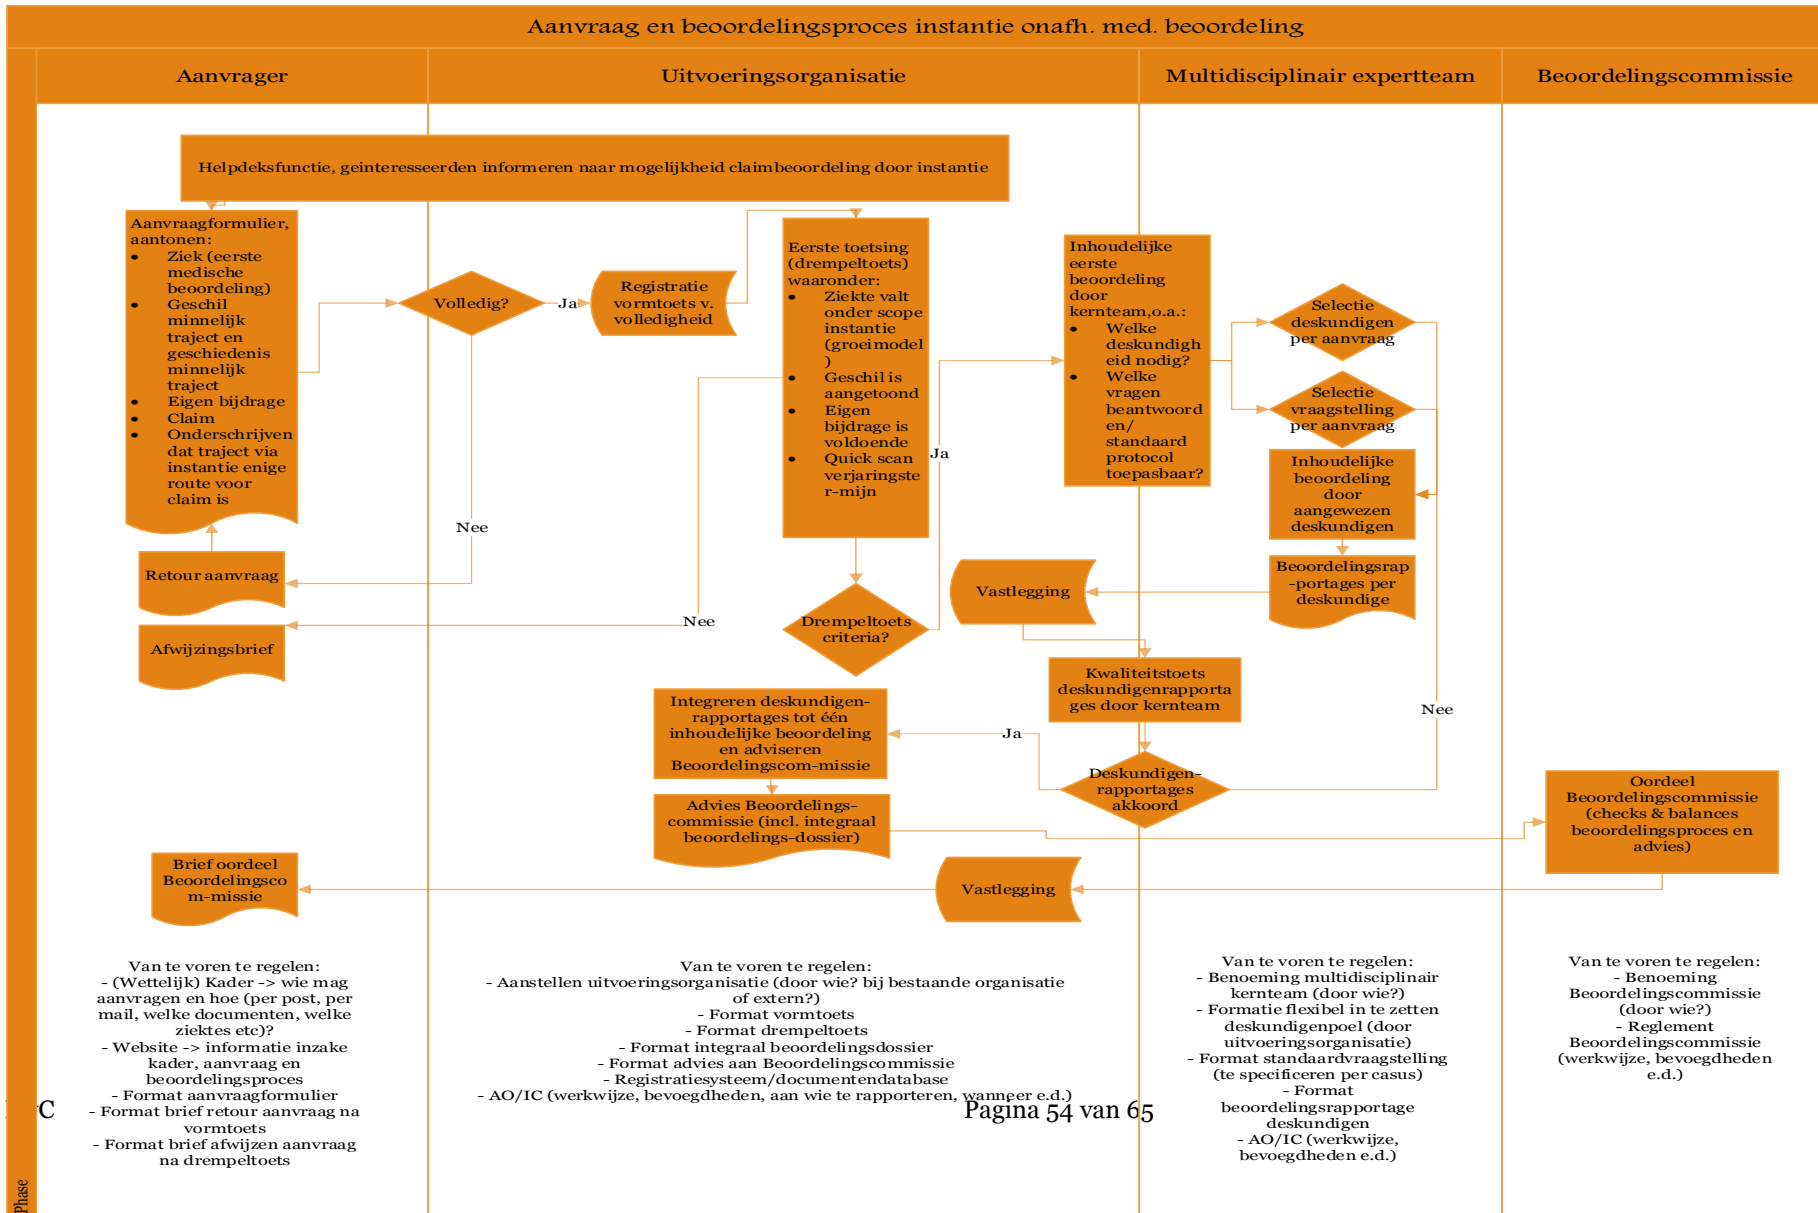 Aanvraag en beoordelingsproces instantie onafh. med. beoordeling
Aanvrager
Uitvoeringsorganisatie
Multidisciplinair expertteam
Beoordelingscommissie
Helpdeksfunctie, geinteresseerden informeren naar mogelijkheid claimbeoordeling door instantie
Aanvraagformulier,
aantonen:
• Ziek (eerste
medische
beoordeling)
• Geschil
minnelijk
traject en
geschiedenis
minnelijk
traject
• Eigen bijdrage
• Claim
• Onderschrijven
dat traject via
instantie enige
route voor
claim is
Volledig?
Ja
Registratie
vormtoets v.
volledigheid
Nee
Retour aanvraag
Afwijzingsbrief
Eerste toetsing
(drempeltoets)
waaronder:
• Ziekte valt
onder scope
instantie
(groeimodel
)
• Geschil is
aangetoond
• Eigen
bijdrage is
voldoende
• Quick scan
verjaringste
r-mijn
Nee
Drempeltoets
criteria?
Ja
Inhoudelijke
eerste
beoordeling
door
kernteam,o.a.:
• Welke
deskundigh
eid nodig?
• Welke
vragen
beantwoord
en/
standaard
protocol
toepasbaar?
Selectie
deskundigen
per aanvraag
Selectie
vraagstelling
per aanvraag
Inhoudelijke
beoordeling
door
aangewezen
deskundigen
Beoordelingsrap
-portages per
deskundige
Vastlegging
Kwaliteitstoets
deskundigenrapporta
ges door kernteam
Nee
Deskundigen-
rapportages
akkoord
Ja
Integreren deskundigen-
rapportages tot één
inhoudelijke beoordeling
en adviseren
Beoordelingscom-missie
Advies Beoordelings-
commissie (incl. integraal
beoordelings-dossier)
Oordeel
Beoordelingscommissie
(checks & balances
beoordelingsproces en
advies)
Vastlegging
Brief oordeel
Beoordelingsco
m-missie
Van te voren te regelen:
- (Wettelijk) Kader -> wie mag
aanvragen en hoe (per post, per
mail, welke documenten, welke
ziektes etc)?
- Website -> informatie inzake
kader, aanvraag en
beoordelingsproces
- Format aanvraagformulier
- Format brief retour aanvraag na
vormtoets
- Format brief afwijzen aanvraag
na drempeltoets
Van te voren te regelen:
- Aanstellen uitvoeringsorganisatie (door wie? bij bestaande organisatie
of extern?)
- Format vormtoets
- Format drempeltoets
- Format integraal beoordelingsdossier
- Format advies aan Beoordelingscommissie
- Registratiesysteem/documentendatabase
- AO/IC (werkwijze, bevoegdheden, aan wie te rapporteren, wanneer e.d.)
Van te voren te regelen:
- Benoeming multidisciplinair
kernteam (door wie?)
- Formatie flexibel in te zetten
deskundigenpoel (door
uitvoeringsorganisatie)
- Format standaardvraagstelling
(te specificeren per casus)
- Format
beoordelingsrapportage
deskundigen
- AO/IC (werkwijze,
bevoegdheden e.d.)
Van te voren te regelen:
- Benoeming
Beoordelingscommissie
(door wie?)
- Reglement
Beoordelingscommissie
(werkwijze, bevoegdheden
e.d.)
Pagina 54 van 65
Phase